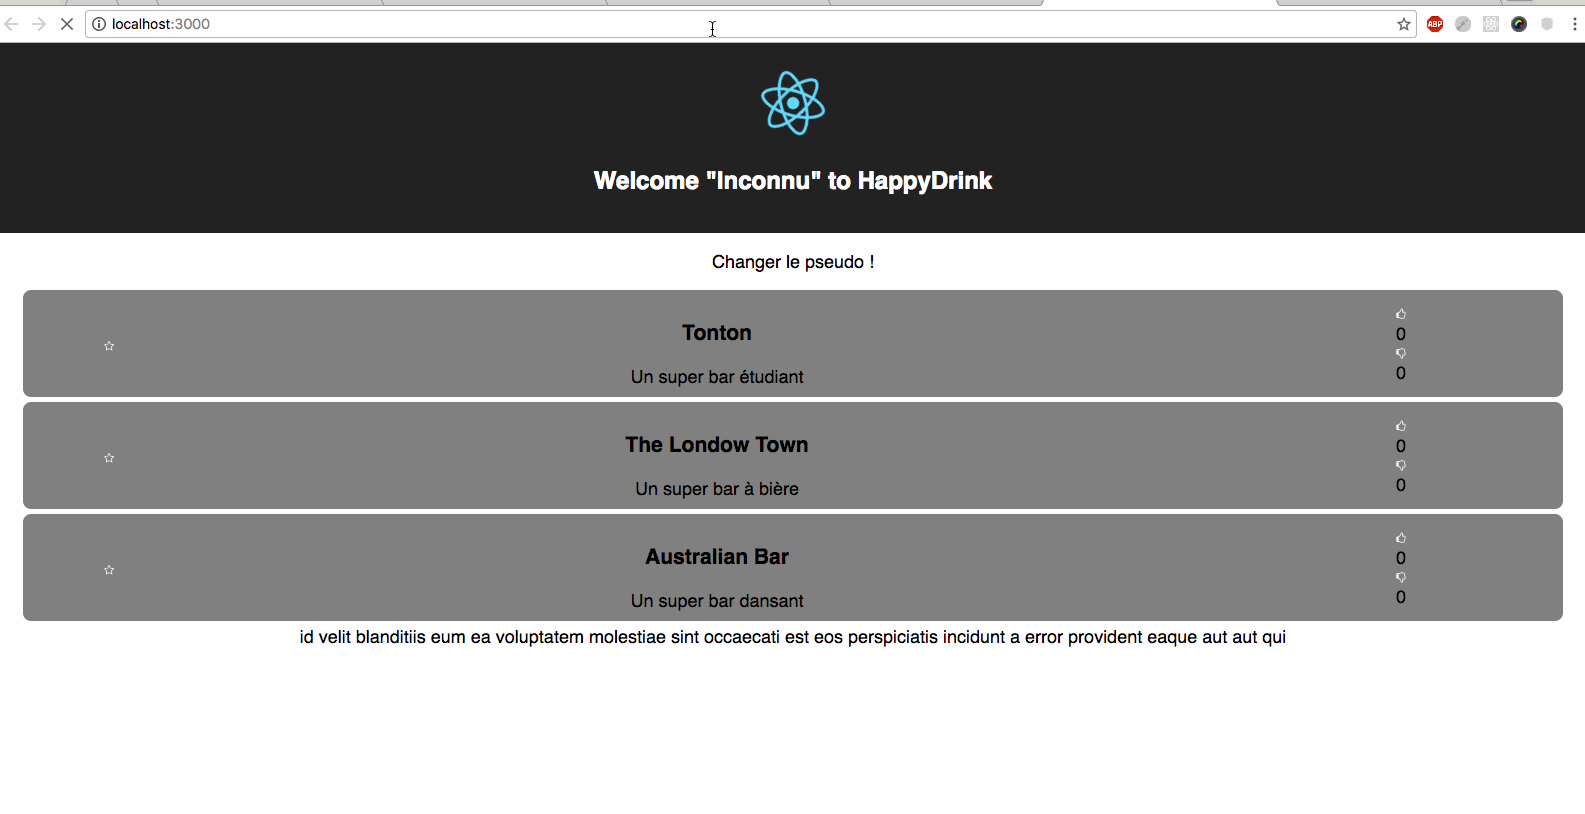 localhost:3000
ABP
Welcome "Inconnu" to HappyDrink
Changer le pseudo !
Tonton
Un super bar étudiant
0
0
The Londow Town
Un super bar à bière
0
0
Australian Bar
Un super bar dansant
0
0
id velit blanditiis eum ea voluptatem molestiae sint occaecati est eos perspiciatis incidunt a error provident eaque aut aut qui